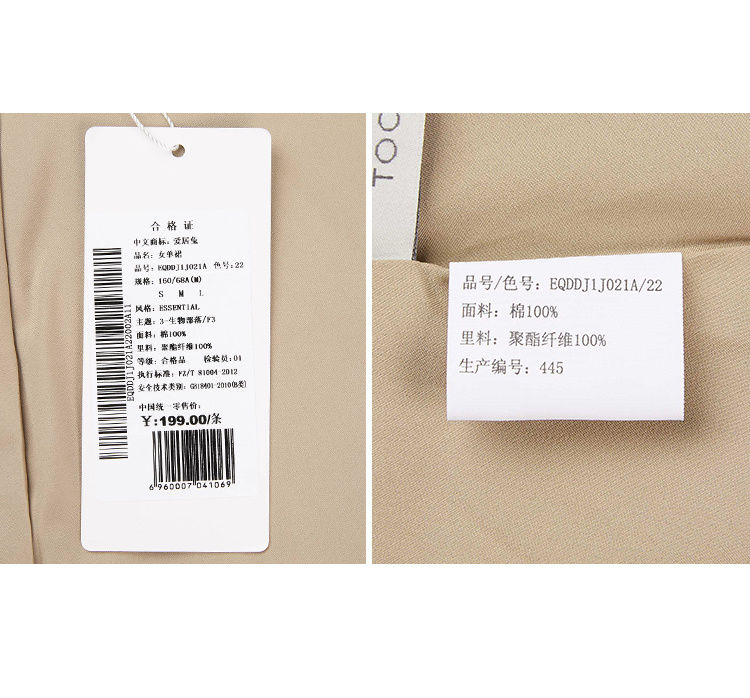 合格证
中文商标：爱居兔
品名：女单裙
品号：EQDDJ1J021A 色号：22
规格：160/68A(M)
S M L
风格：ESSENTIAL
主题：3-生物部落/F3
面料：棉100%
里料：聚酯纤维100%
等级：合格品 检验员：01
执行标准：FZ/T 81004-2012
安全技术类别：GB18401-2010(B类)
中国统一零售价：
¥:199.00/条
6 960007 041069
EQDDJ1J021A22002A11
TOO
品号/色号：EQDDJ1J021A/22
面料：棉100%
里料：聚酯纤维100%
生产编号：445